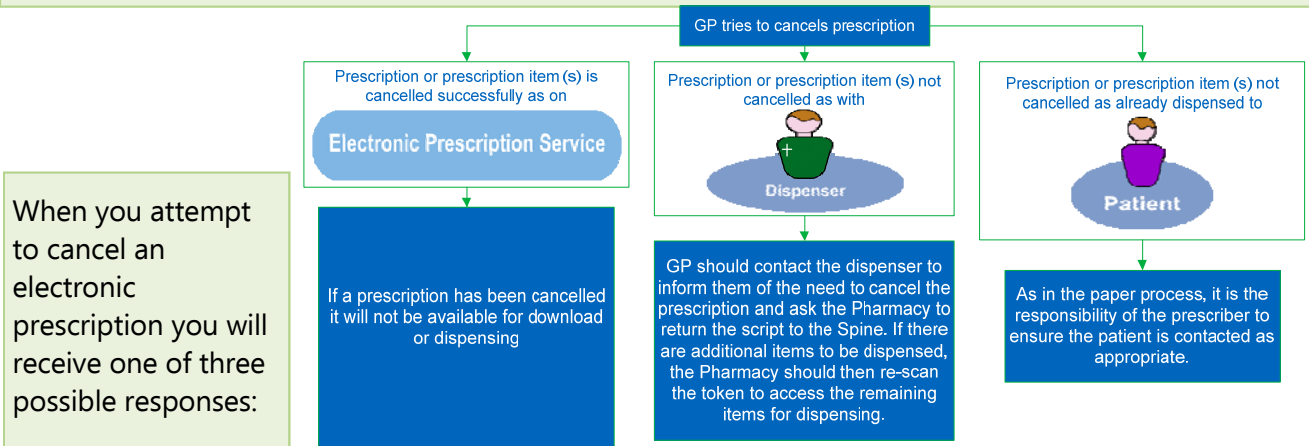 GP tries to cancels prescription
Prescription or prescription item (s) is
cancelled successfully as on
Electronic Prescription Service
Prescription or prescription item (s) not
cancelled as with
Dispenser
Prescription or prescription item (s) not
cancelled as already dispensed to
Patient
When you attempt
to cancel an
electronic
prescription you will
receive one of three
possible responses:
If a prescription has been cancelled
it will not be available for download
or dispensing
GP should contact the dispenser to
inform them of the need to cancel the
prescription and ask the Pharmacy to
return the script to the Spine. If there
are additional items to be dispensed,
the Pharmacy should then re-scan
the token to access the remaining
items for dispensing.
As in the paper process, it is the
responsibility of the prescriber to
ensure the patient is contacted as
appropriate.